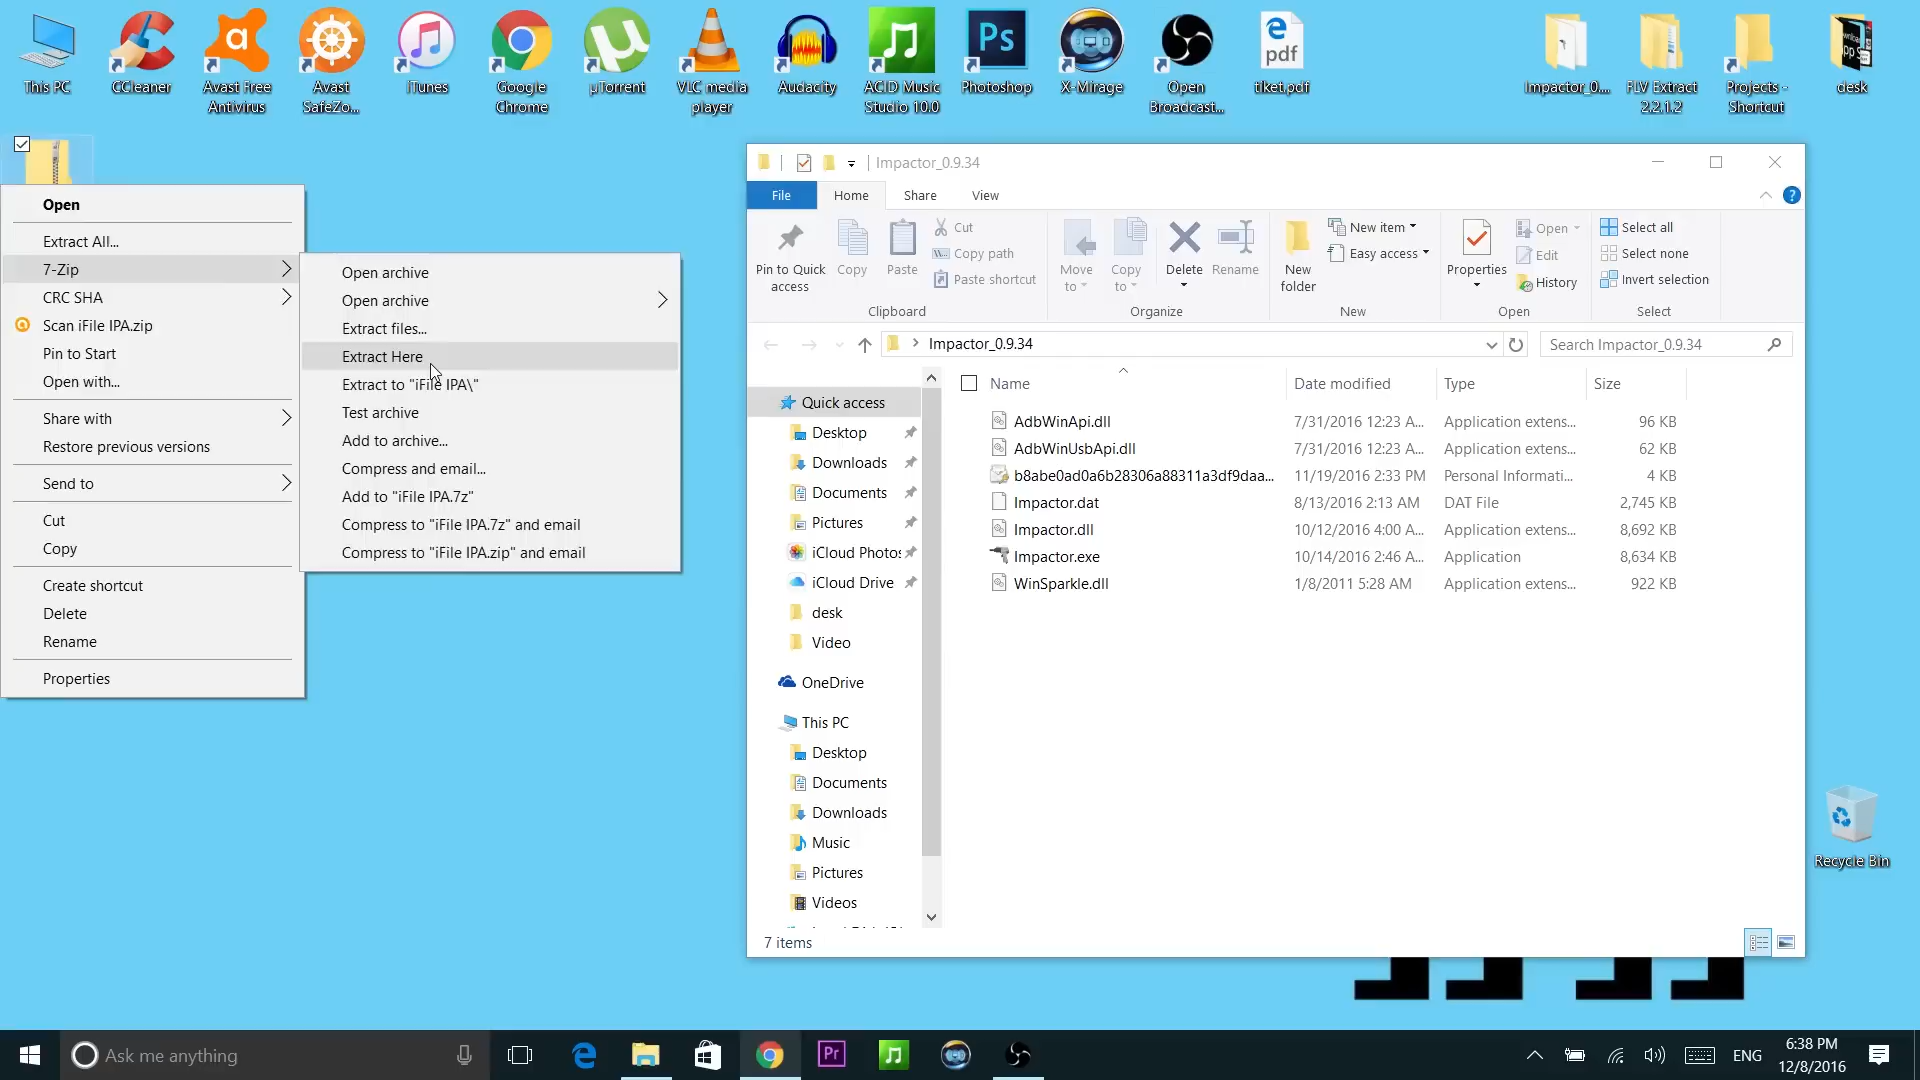 This PC
CCleaner
Avast Free
Antivirus
Avast
SafeZo...
iTunes
Google
Chrome
µTorrent
VLC media
player
Audacity
ACID Music
Studio 10.0
Ps
Photoshop
X-Mirage
Open
Broadcast...
pdf
tiket.pdf
Impactor_0....
FLV Extract
2.2.1.2
Projects -
Shortcut
desk
Open
Extract All...
7-Zip
CRC SHA
Scan iFile IPA.zip
Pin to Start
Open with...
Share with
Restore previous versions
Send to
Cut
Copy
Create shortcut
Delete
Rename
Properties
Open archive
Open archive
Extract files...
Extract Here
Extract to "iFile IPA\"
Test archive
Add to archive...
Compress and email...
Add to "iFile IPA.7z"
Compress to "iFile IPA.7z" and email
Compress to "iFile IPA.zip" and email
Impactor_0.9.34
File Home Share View
Pin to Quick
access
Copy
Paste
Cut
Copy path
Paste shortcut
Clipboard
Move
to
Copy
to
Delete
Rename
Organize
New
folder
New item
Easy access
New
Properties
Open
Edit
History
Open
Select all
Select none
Invert selection
Select
Impactor_0.9.34
Search Impactor_0.9.34
Quick access
Desktop
Downloads
Documents
Pictures
iCloud Photos
iCloud Drive
desk
Video
OneDrive
This PC
Desktop
Documents
Downloads
Music
Pictures
Videos
Name Date modified Type Size
AdbWinApi.dll 7/31/2016 12:23 A... Application extens... 96 KB
AdbWinUsbApi.dll 7/31/2016 12:23 A... Application extens... 62 KB
b8abe0ad0a6b28306a88311a3df9daa... 11/19/2016 2:33 PM Personal Informati... 4 KB
Impactor.dat 8/13/2016 2:13 AM DAT File 2,745 KB
Impactor.dll 10/12/2016 4:00 A... Application extens... 8,692 KB
Impactor.exe 10/14/2016 2:46 A... Application 8,634 KB
WinSparkle.dll 1/8/2011 5:28 AM Application extens... 922 KB
7 items
Recycle Bin
Ask me anything
Pr
ENG
6:38 PM
12/8/2016